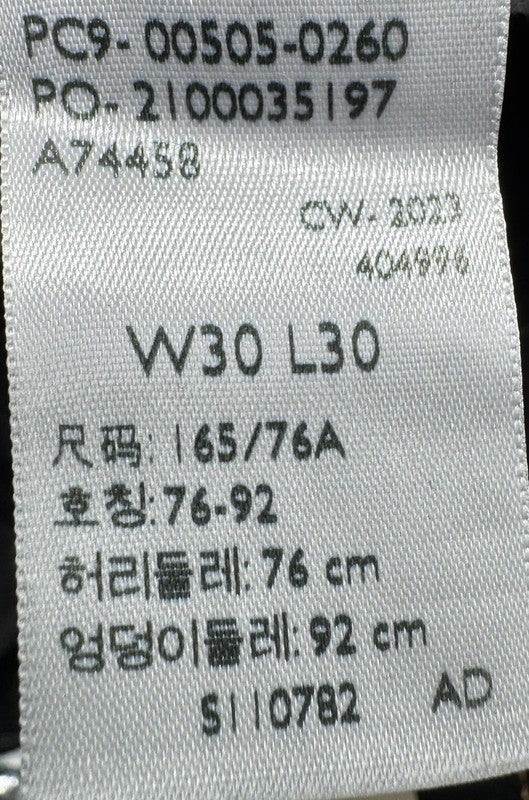 PC9- 00505-0260
PO- 2100035197
A74458
CW- 2023
404996
W30 L30
尺码: 165/76A
호칭: 76-92
허리둘레: 76 cm
엉덩이둘레: 92 cm
S110782 AD